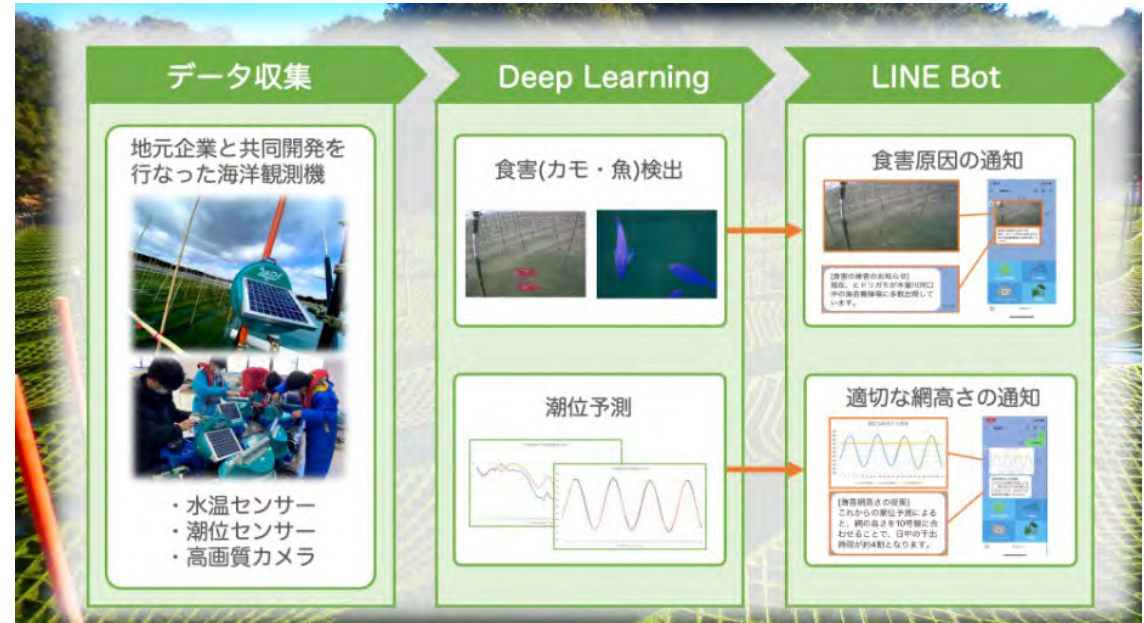 データ収集
Deep Learning
LINE Bot
地元企業と共同開発を
行なった海洋観測機
・水温センサー
・潮位センサー
・高画質カメラ
食害(カモ・魚)検出
潮位予測
食害原因の通知
[食害の被害のお知らせ]
現在、ヒドリガモが木曽川河口
中の海苔養殖場に多数出現して
います。
適切な網高さの通知
[海苔網高さの提案]
これからの潮位予測による
と、網の高さを10号線に合
わせることで、日中の干出
時間が約4割となります。